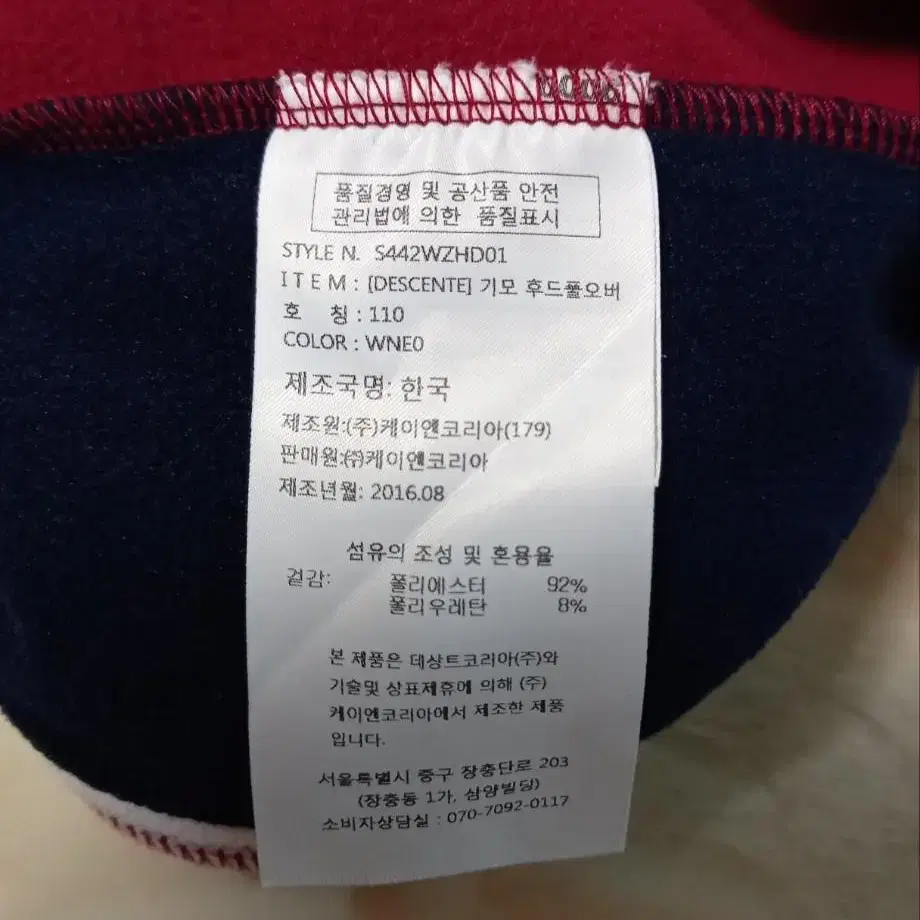 품질경영 및 공산품 안전
관리법에 의한 품질표시
STYLE N. S442WZHD01
ITEM : [DESCENTE] 기모 후드풀오버
호 칭 : 110
COLOR : WNE0
제조국명: 한국
제조원:(주)케이엔코리아(179)
판매원:㈜케이엔코리아
제조년월: 2016.08
섬유의 조성 및 혼용율
겉감: 폴리에스터 92%
폴리우레탄 8%
본 제품은 데상트코리아(주)와
기술및 상표제휴에 의해 (주)
케이엔코리아에서 제조한 제품
입니다.
서울특별시 중구 장충단로 203
(장충동 1가, 삼양빌딩)
소비자상담실 : 070-7092-0117